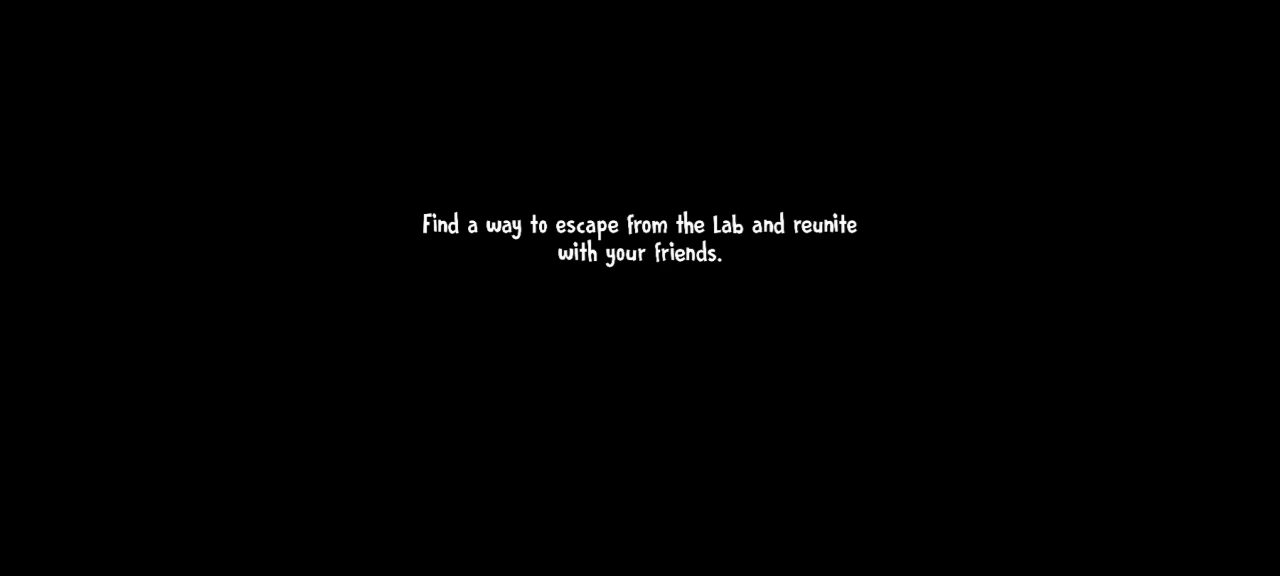 Find a way to escape from the Lab and reunite
with your friends.